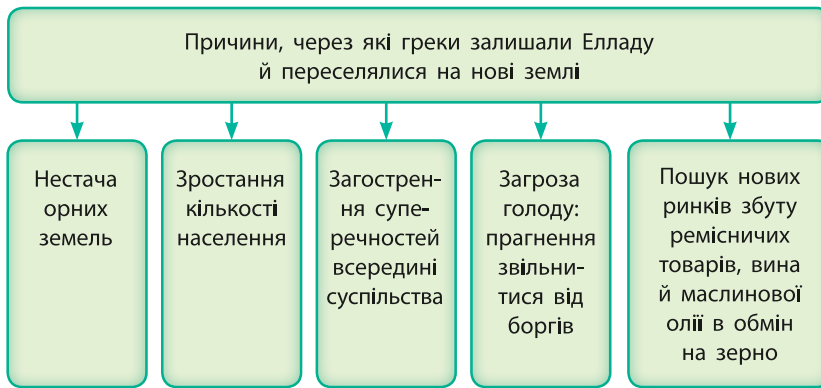 Причини, через які греки залишали Елладу
й переселялися на нові землі
Нестача
орних
земель
Зростання
кількості
населення
Загострен-
ня супе-
речностей
всередині
суспільства
Загроза
голоду:
прагнення
звільни-
тися від
боргів
Пошук нових
ринків збуту
ремісничих
товарів, вина
й маслинової
олії в обмін
на зерно